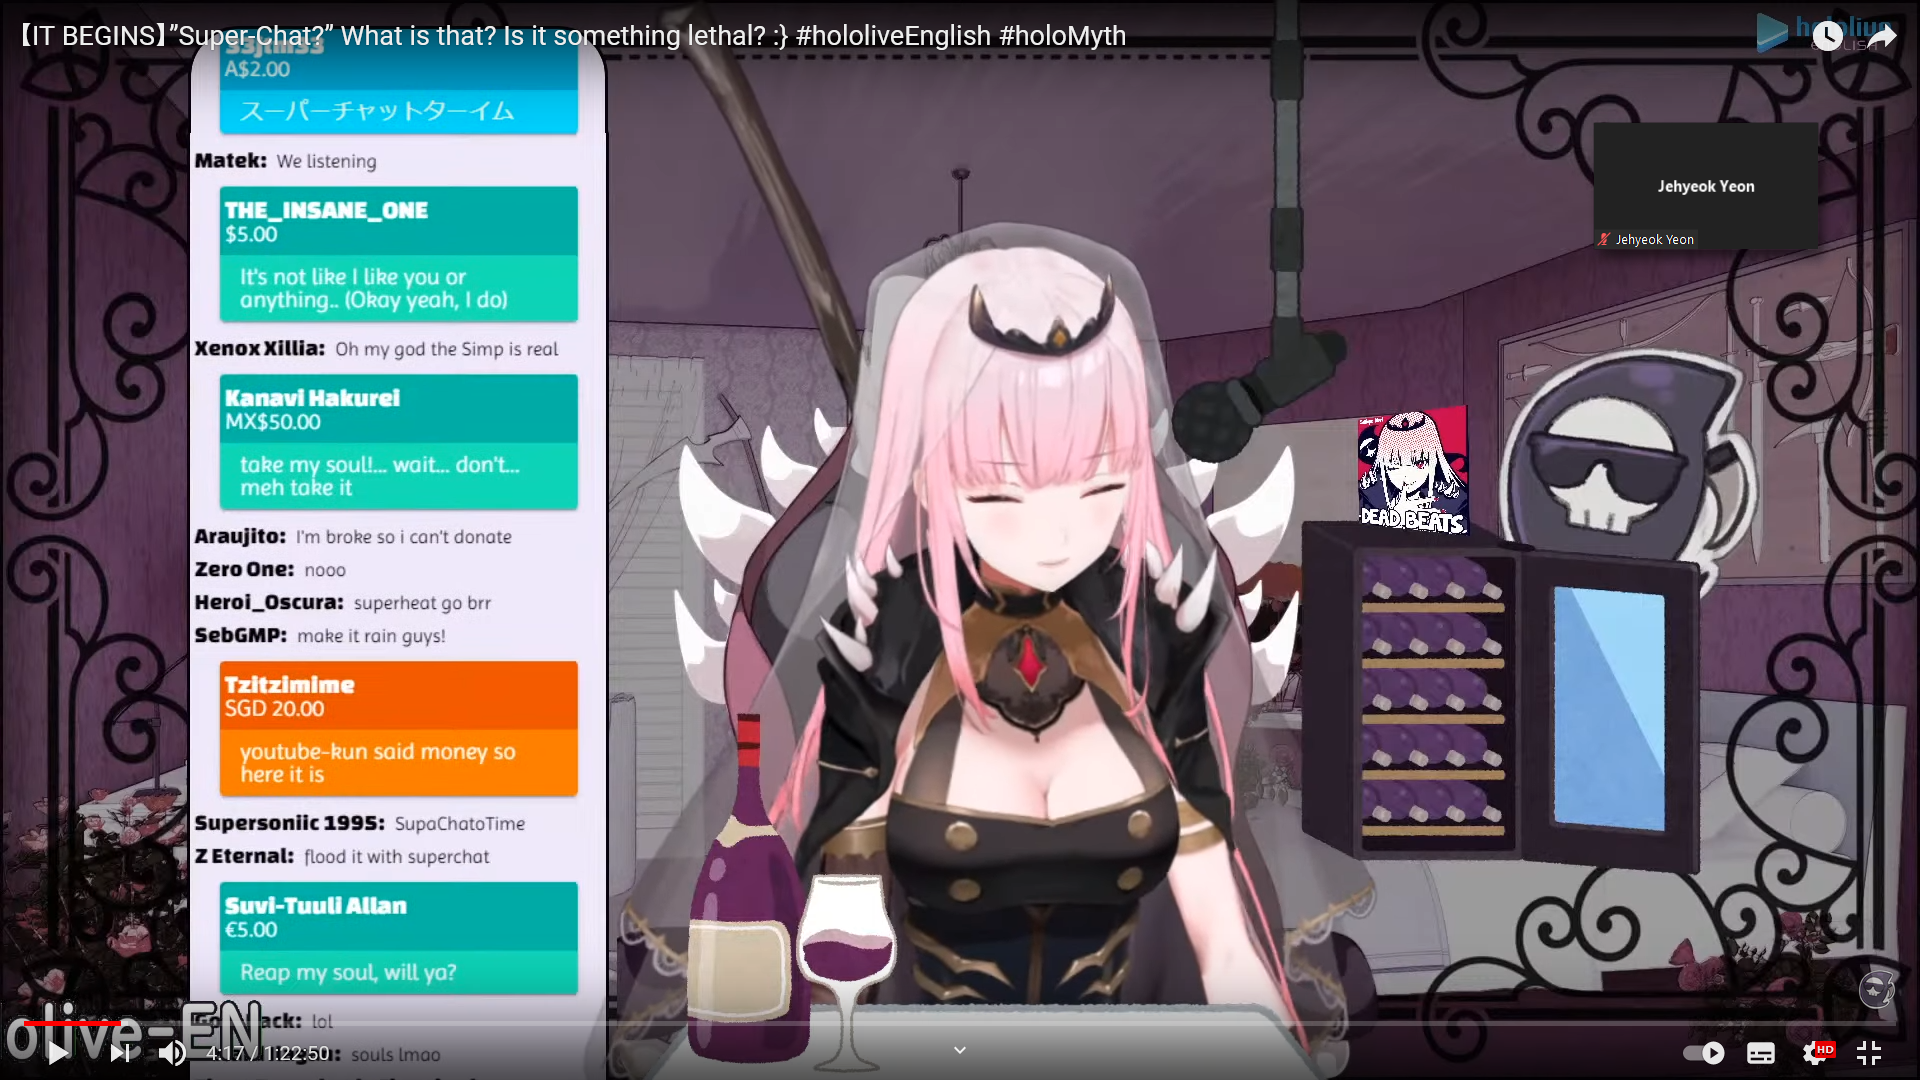 【IT BEGINS】”Super-Chat?” What is that? Is it something lethal? :} #hololiveEnglish #holoMyth
A$2.00
スーパーチャットターイム
Matek: We listening
THE_INSANE_ONE
$5.00
It's not like I like you or
anything.. (Okay yeah, I do)
Xenox Xillia: Oh my god the Simp is real
Kanavi Hakurei
MX$50.00
take my soul!... wait... don't...
meh take it
Araujito: I'm broke so i can't donate
Zero One: nooo
Heroi_Oscura: superheat go brr
SebGMP: make it rain guys!
Tzitzimime
SGD 20.00
youtube-kun said money so
here it is
Supersoniic 1995: SupaChatoTime
Z Eternal: flood it with superchat
Suvi-Tuuli Allan
€5.00
Reap my soul, will ya?
lol
souls lmao
olive-EN
4:17 / 1:22:50
hololive
Jehyeok Yeon
Jehyeok Yeon
DEAD BEATS
HD